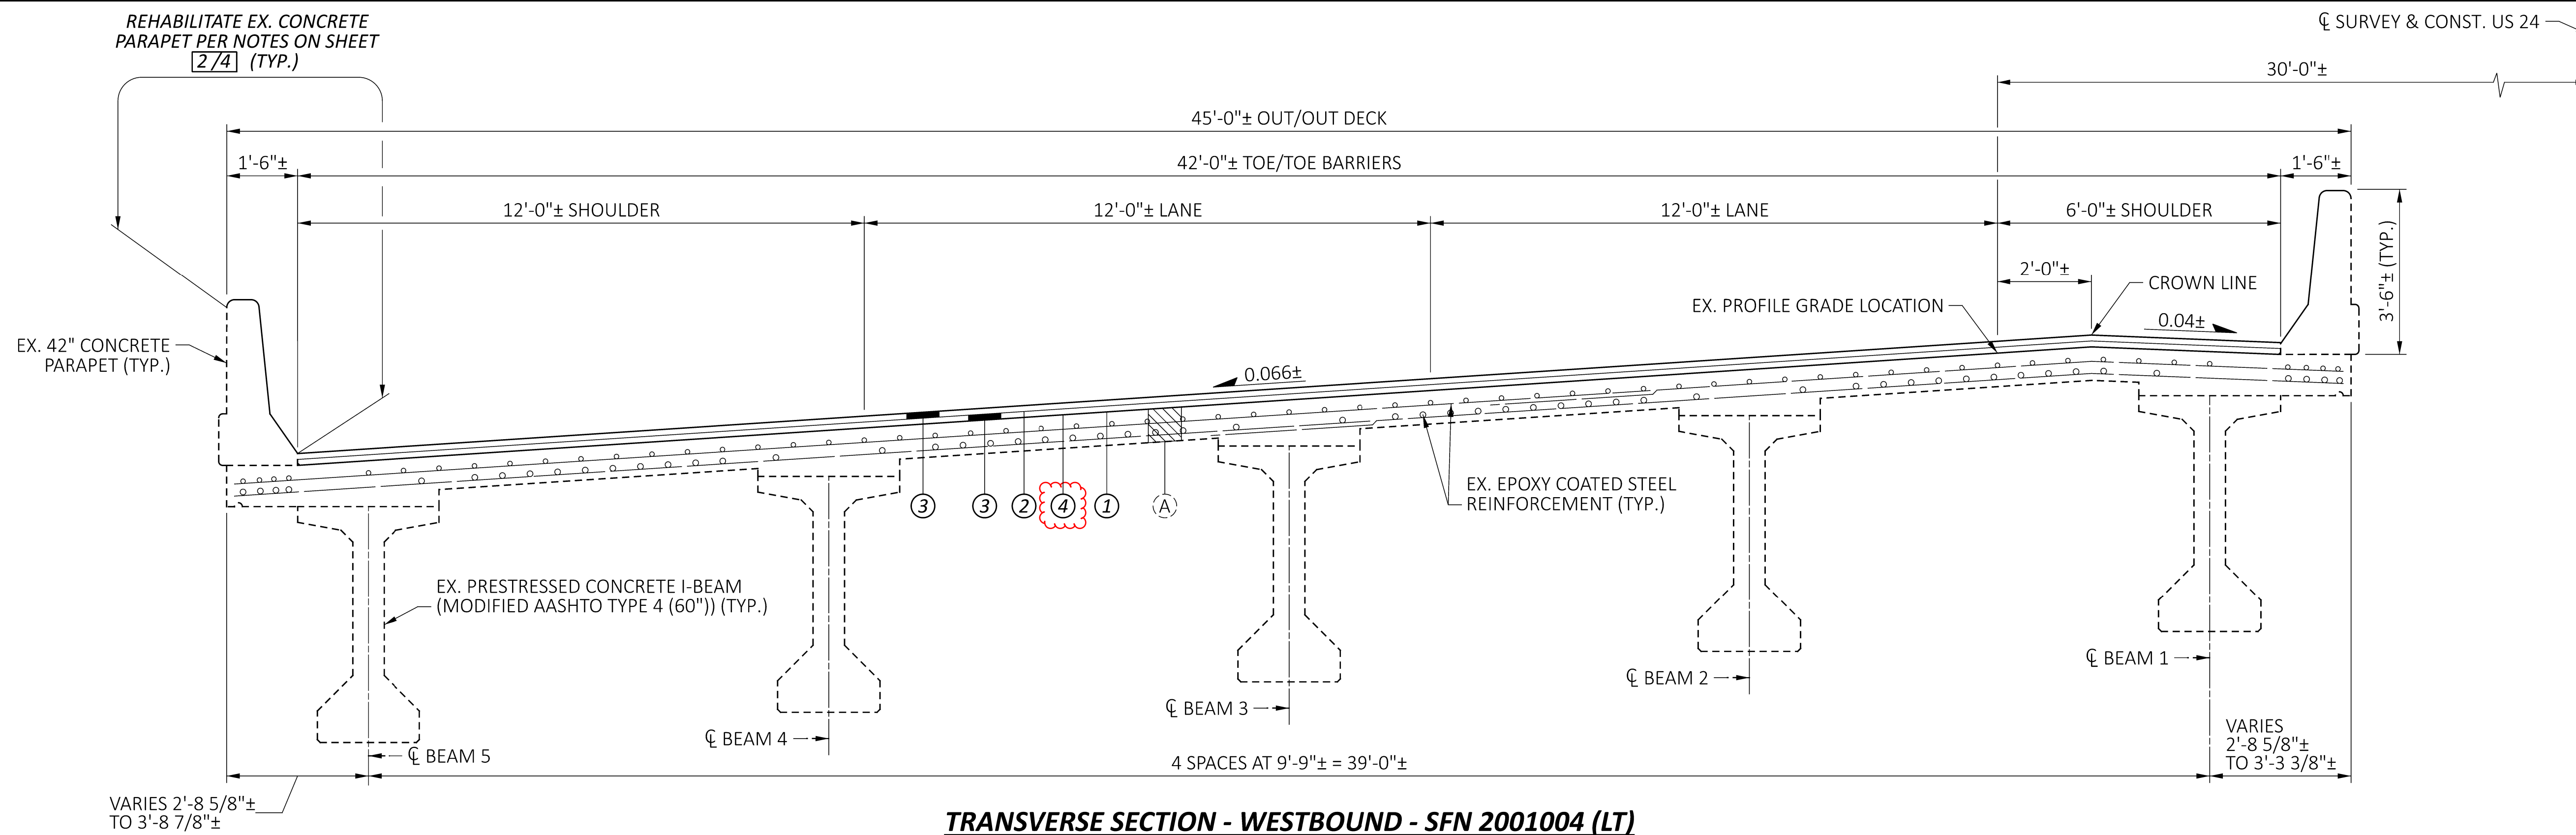 REHABILITATE EX. CONCRETE
PARAPET PER NOTES ON SHEET
2/4 (TYP.)
℄ SURVEY & CONST. US 24
30'-0"±
45'-0"± OUT/OUT DECK
1'-6"±
42'-0"± TOE/TOE BARRIERS
1'-6"±
12'-0"± SHOULDER
12'-0"± LANE
12'-0"± LANE
6'-0"± SHOULDER
3'-6"± (TYP.)
2'-0"±
CROWN LINE
EX. PROFILE GRADE LOCATION
0.04±
EX. 42" CONCRETE
PARAPET (TYP.)
0.066±
3
3
2
4
1
A
EX. EPOXY COATED STEEL
REINFORCEMENT (TYP.)
EX. PRESTRESSED CONCRETE I-BEAM
(MODIFIED AASHTO TYPE 4 (60")) (TYP.)
℄ BEAM 1
℄ BEAM 2
℄ BEAM 3
℄ BEAM 4
℄ BEAM 5
VARIES
2'-8 5/8"±
TO 3'-3 3/8"±
4 SPACES AT 9'-9"± = 39'-0"±
VARIES 2'-8 5/8"±
TO 3'-8 7/8"±
TRANSVERSE SECTION - WESTBOUND - SFN 2001004 (LT)